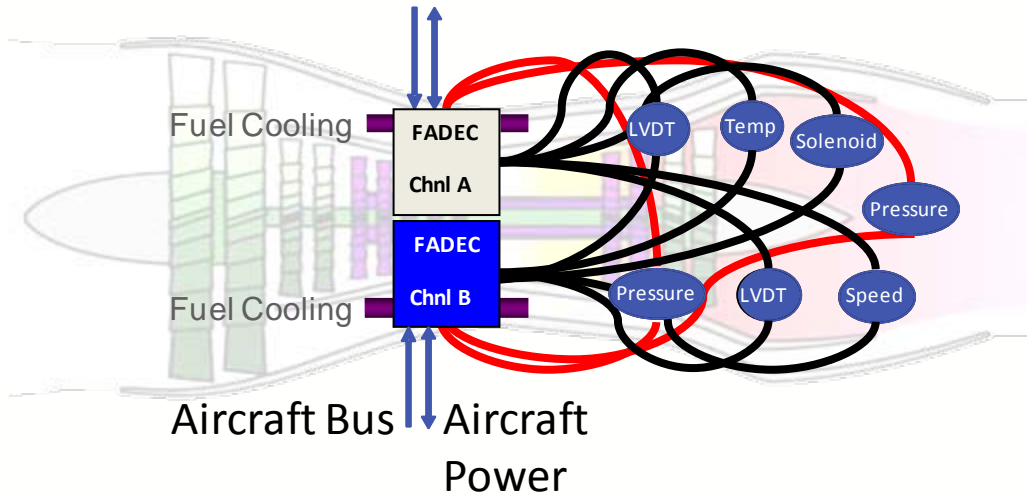 Fuel Cooling
FADEC
Chnl A
LVDT
Temp
Solenoid
Pressure
FADEC
Chnl B
Fuel Cooling
Pressure
LVDT
Speed
Aircraft Bus
Aircraft
Power